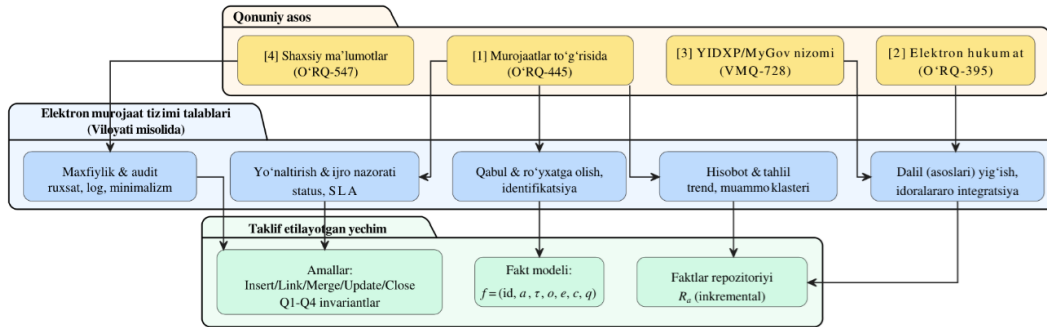 Qonuniy asos
[4] Shaxsiy ma’lumotlar
(O‘RQ-547)
[1] Murojaatlar to‘g‘risida
(O‘RQ-445)
[3] YIDXP/MyGov nizomi
(VMQ-728)
[2] Elektron hukumat
(O‘RQ-395)
Elektron murojaat tizimi talablari
(Viloyati misolida)
Maxfiylik & audit
ruxsat, log, minimalizm
Yo‘naltirish & ijro nazorati
status, SLA
Qabul & ro‘yxatga olish,
identifikatsiya
Hisobot & tahlil
trend, muammo klasteri
Dalil (asoslari) yig‘ish,
idoralararo integratsiya
Taklif etilayotgan yechim
Amallar:
Insert/Link/Merge/Update/Close
Q1-Q4 invariantlar
Fakt modeli:
f = (id, a, τ, o, e, c, q)
Faktlar repozitoriyi
Rₐ (inkremental)